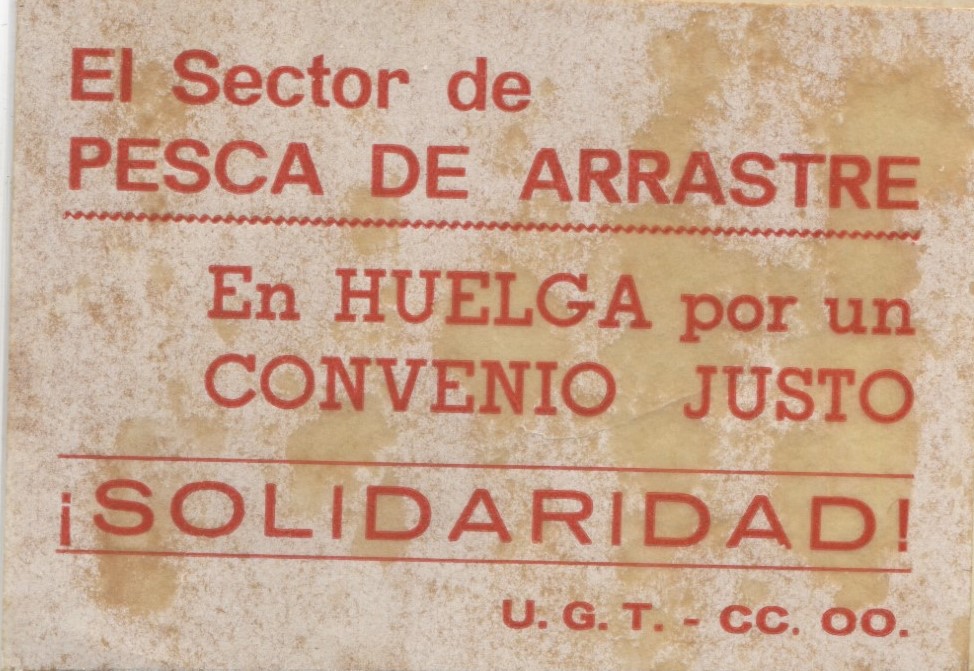 El Sector de
PESCA DE ARRASTRE
En HUELGA por un
CONVENIO JUSTO
¡SOLIDARIDAD!
U. G. T. - CC. OO.